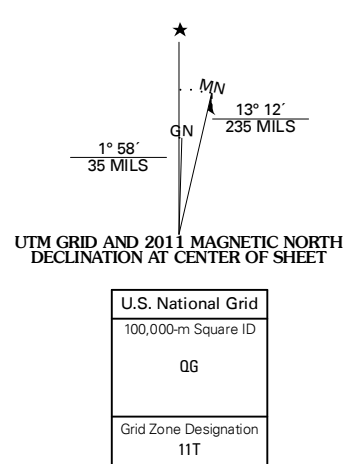 ★
MN
GN
13° 12´
235 MILS
1° 58´
35 MILS
UTM GRID AND 2011 MAGNETIC NORTH
DECLINATION AT CENTER OF SHEET
U.S. National Grid
100,000-m Square ID
QG
Grid Zone Designation
11T